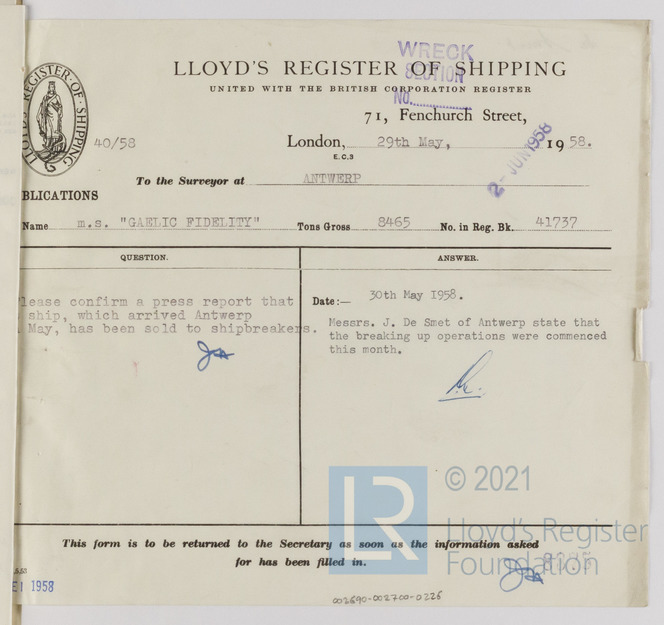 WRECK
SECTION
No.
LLOYD'S REGISTER OF SHIPPING
UNITED WITH THE BRITISH CORPORATION REGISTER
71, Fenchurch Street,
LLOYD'S REGISTER OF SHIPPING
40/58
London, 29th May, 1958.
E.C.3
2 - JUN 1958
To the Surveyor at ANTWERP
BLICATIONS
Name m.s. "GAELIC FIDELITY" Tons Gross 8465 No. in Reg. Bk. 41737
QUESTION.
lease confirm a press report that
ship, which arrived Antwerp
May, has been sold to shipbreakers.
ANSWER.
Date:— 30th May 1958.
Messrs. J. De Smet of Antwerp state that
the breaking up operations were commenced
this month.
LR
© 2021
Lloyd's Register
Foundation
This form is to be returned to the Secretary as soon as the information asked
for has been filled in.
1958
002690-002700-0226